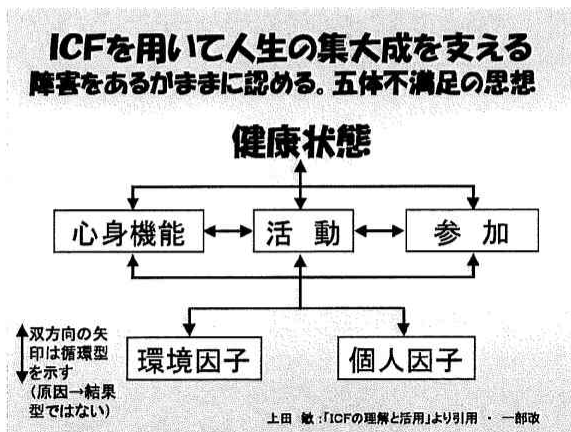 ICFを用いて人生の集大成を支える
障害をあるがままに認める。五体不満足の思想
健康状態
心身機能
活動
参加
環境因子
個人因子
双方向の矢
印は循環型
を示す
(原因→結果
型ではない)
上田 敏:「ICFの理解と活用」より引用 ・ 一部改